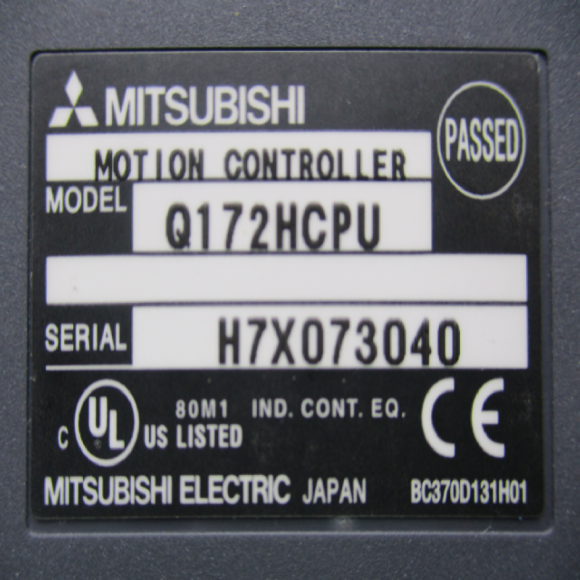 MITSUBISHI
PASSED
MOTION CONTROLLER
MODEL Q172HCPU
SERIAL H7X073040
C UL US LISTED 80M1 IND. CONT. EQ. CE
MITSUBISHI ELECTRIC JAPAN BC370D131H01